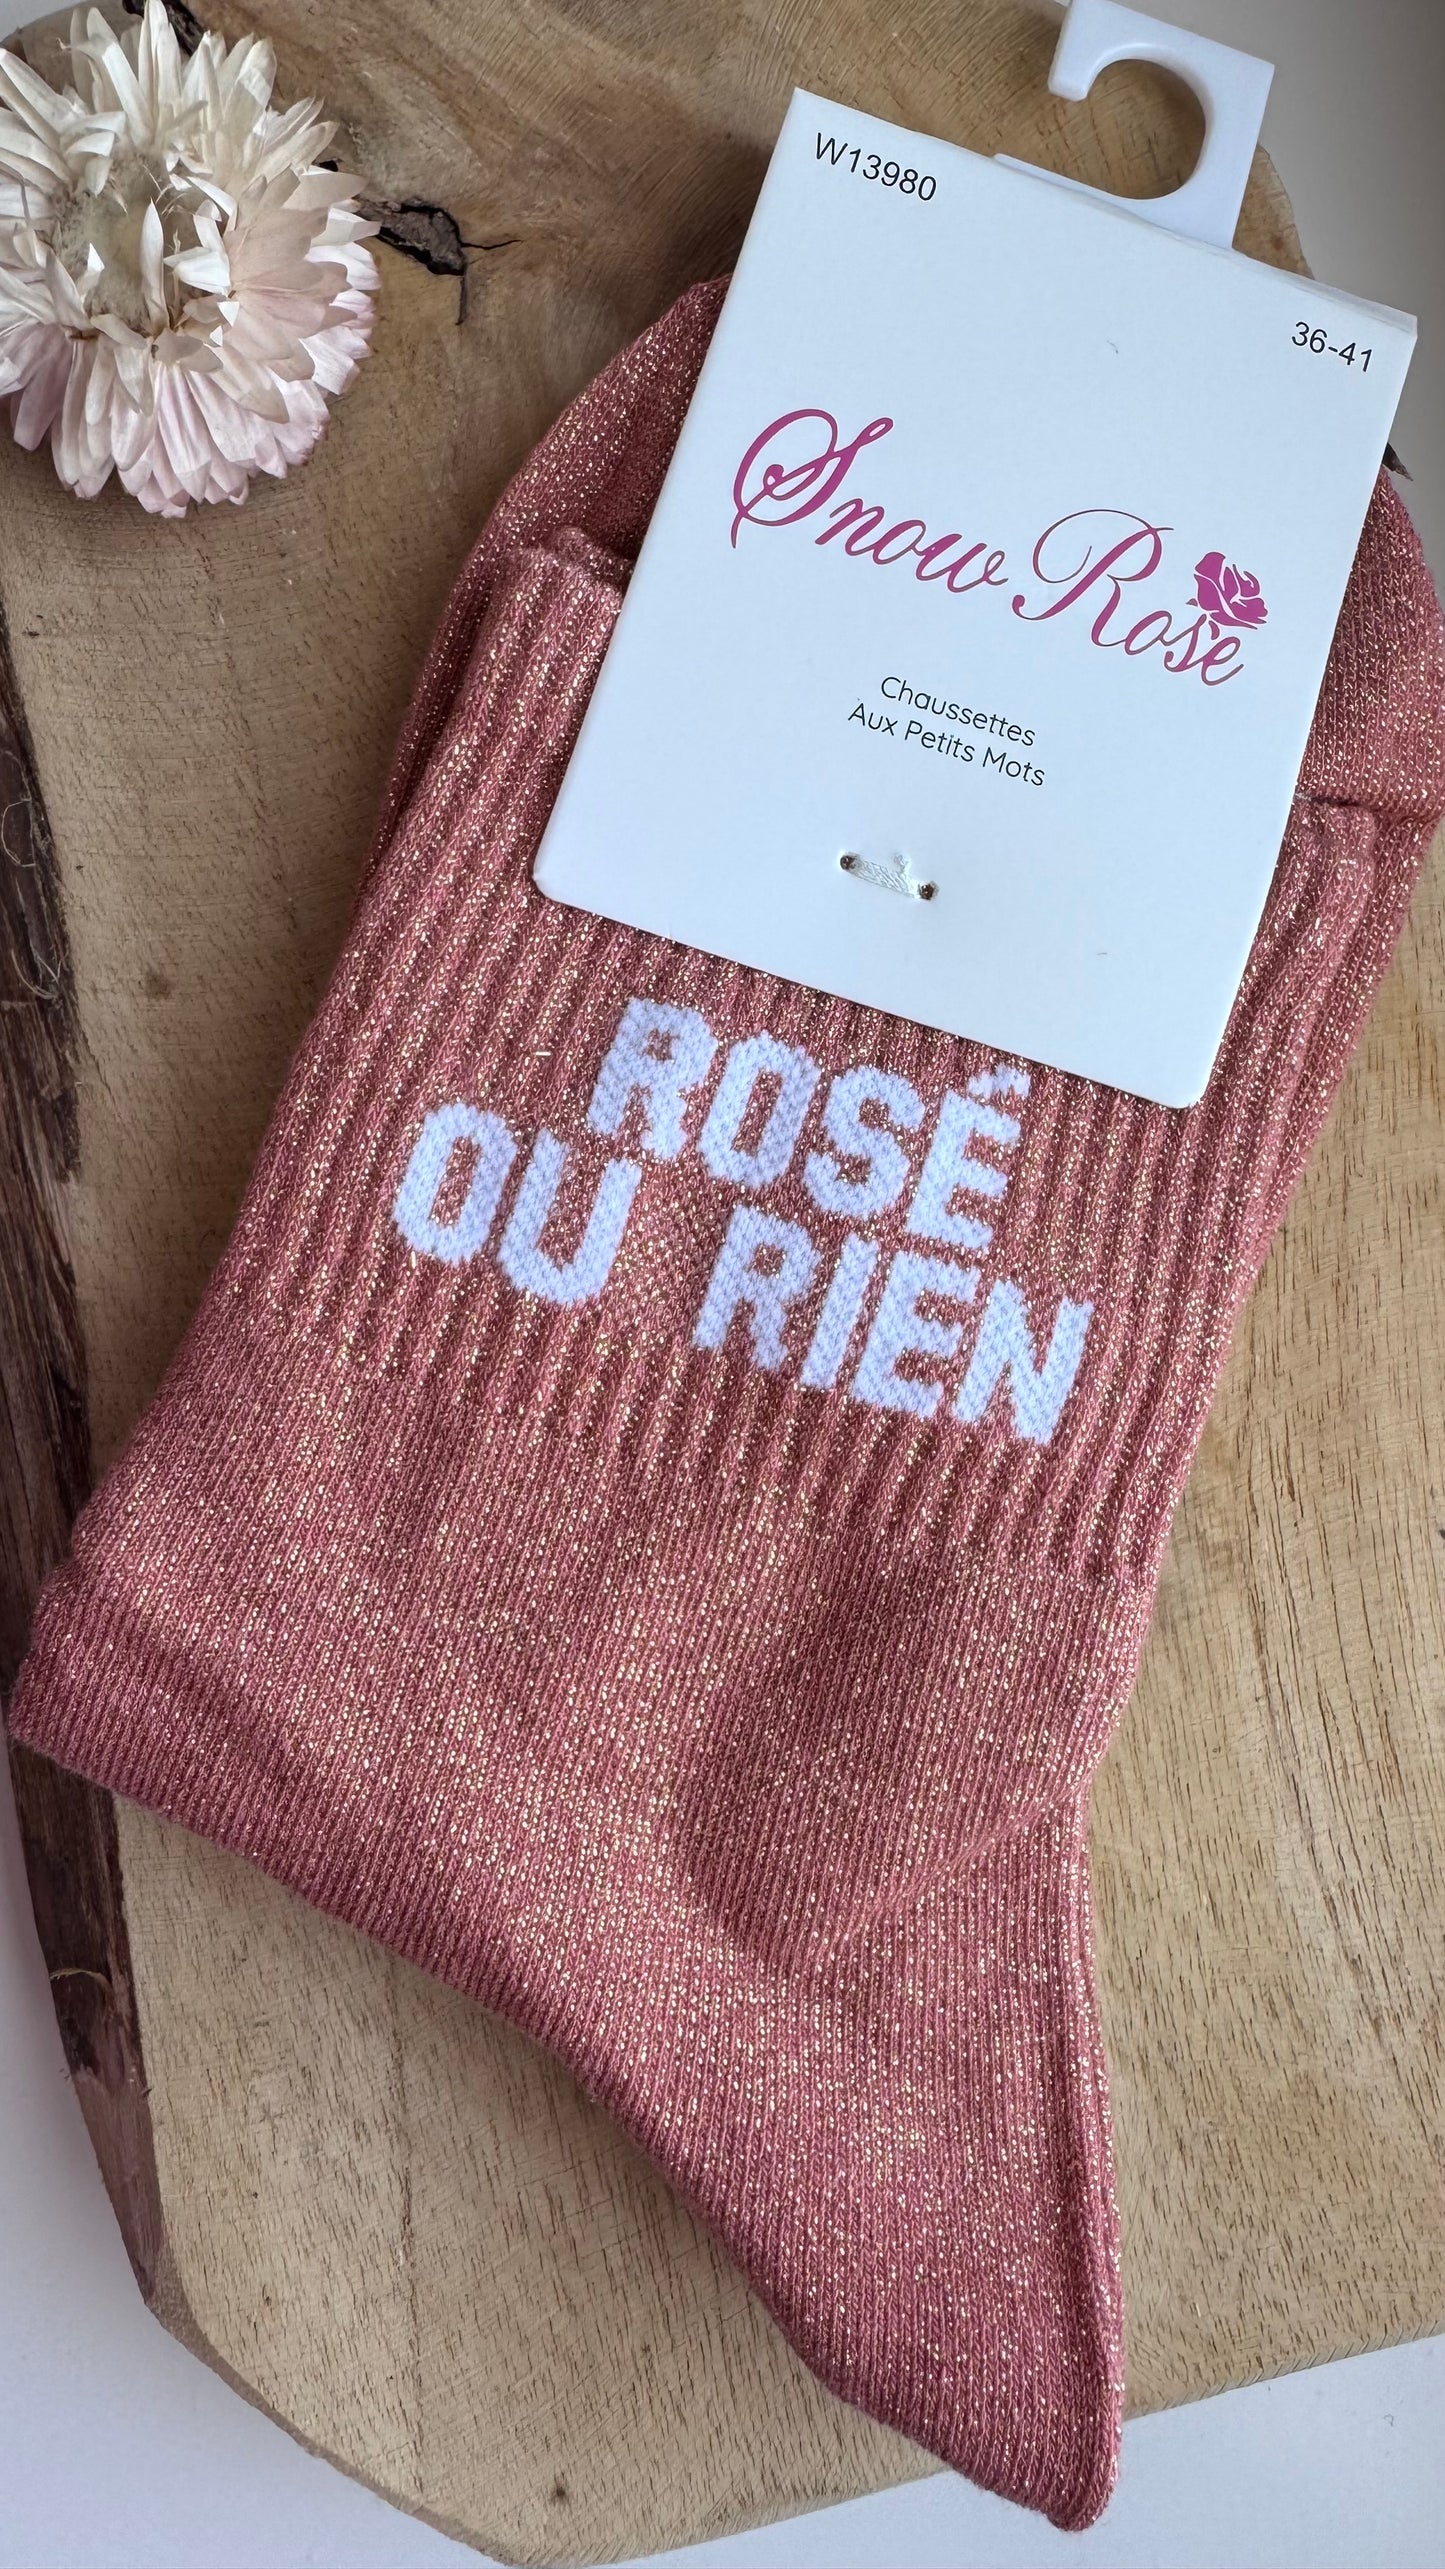 W13980
36-41
Snow Rose
Chaussettes
Aux Petits Mots
ROSÉ
OU RIEN